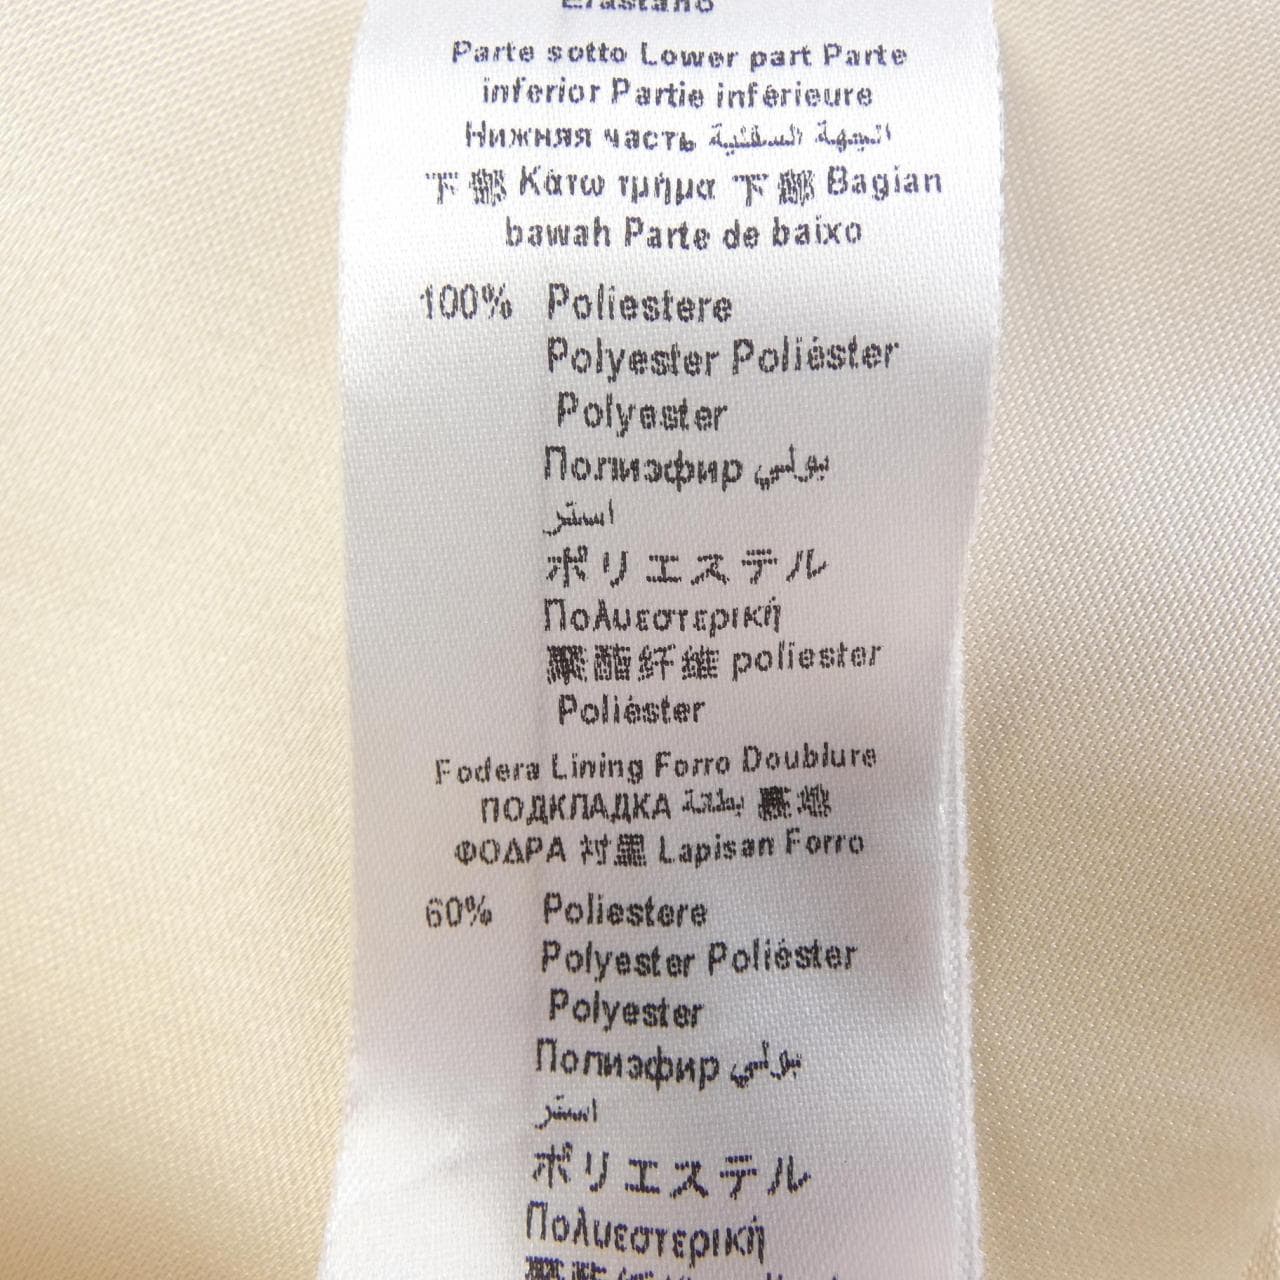 Elastano
Parte sotto Lower part Parte
inferior Partie inférieure
Нижняя часть الجهة السفلية
下部 Κάτω τμήμα 下部 Bagian
bawah Parte de baixo
100% Poliestere
Polyester Poliéster
Polyester
Полиэфир بولي
استر
ポリエステル
Πολυεστερική
聚酯纤维 poliester
Poliéster
Fodera Lining Forro Doublure
ПОДКЛАДКА بطانة 裏地
ΦΟΔΡΑ 衬里 Lapisan Forro
60% Poliestere
Polyester Poliéster
Polyester
Полиэфир بولي
استر
ポリエステル
Πολυεστερική